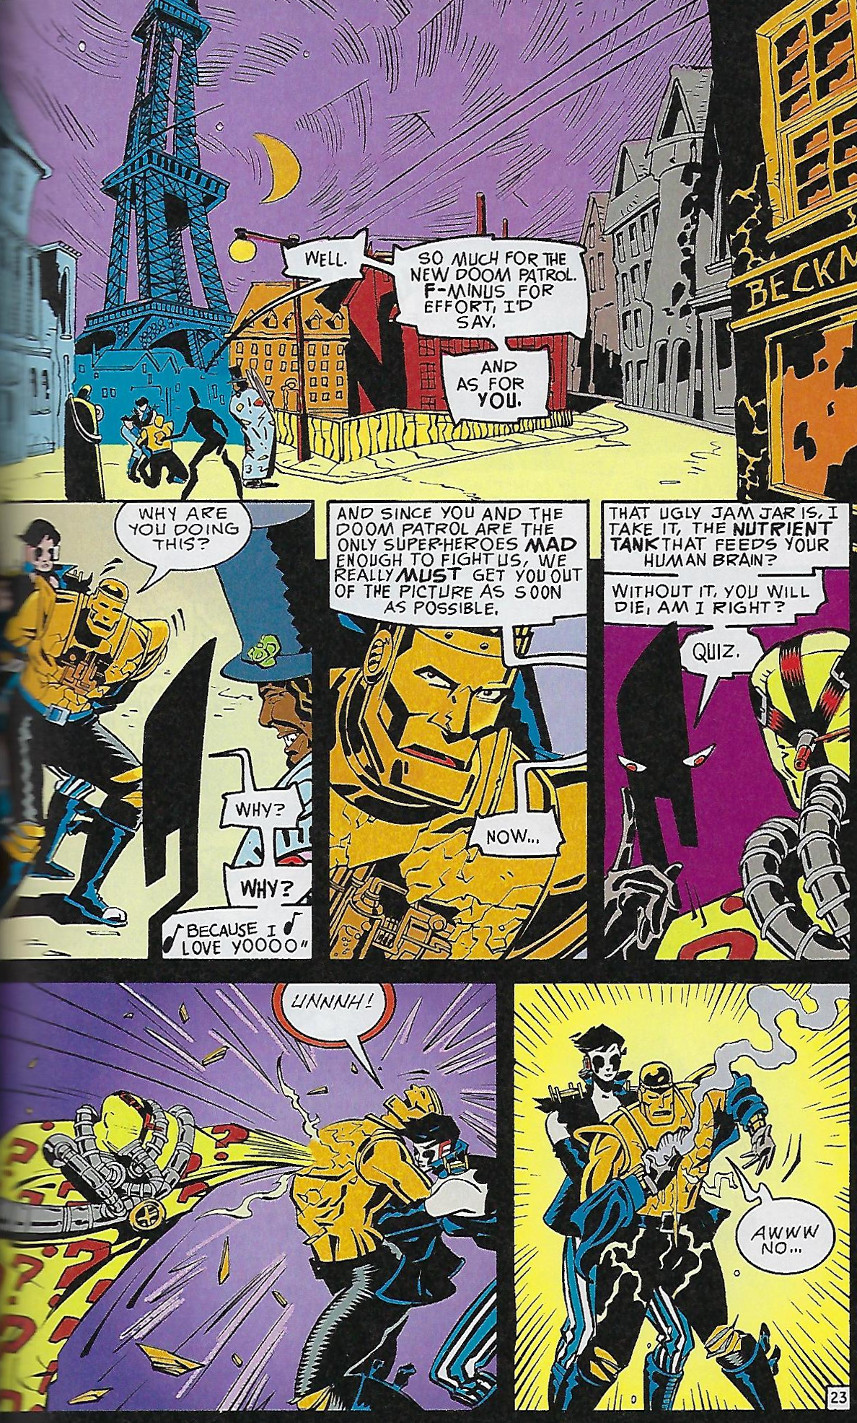 WELL.
SO MUCH FOR THE
NEW DOOM PATROL.
F-MINUS FOR
EFFORT, I'D
SAY.
AND
AS FOR
YOU.
BECKM
WHY ARE
YOU DOING
THIS?
WHY?
WHY?
♪ BECAUSE I ♪
LOVE YOOOO"
AND SINCE YOU AND THE
DOOM PATROL ARE THE
ONLY SUPER-HEROES MAD
ENOUGH TO FIGHT US, WE
REALLY MUST GET YOU OUT
OF THE PICTURE AS SOON
AS POSSIBLE.
NOW...
THAT UGLY JAM JAR IS, I
TAKE IT, THE NUTRIENT
TANK THAT FEEDS YOUR
HUMAN BRAIN?
WITHOUT IT, YOU WILL
DIE, AM I RIGHT?
QUIZ.
?
UNNNH!
? ? ? ? ? ? ? ?
AWWW
NO...
23